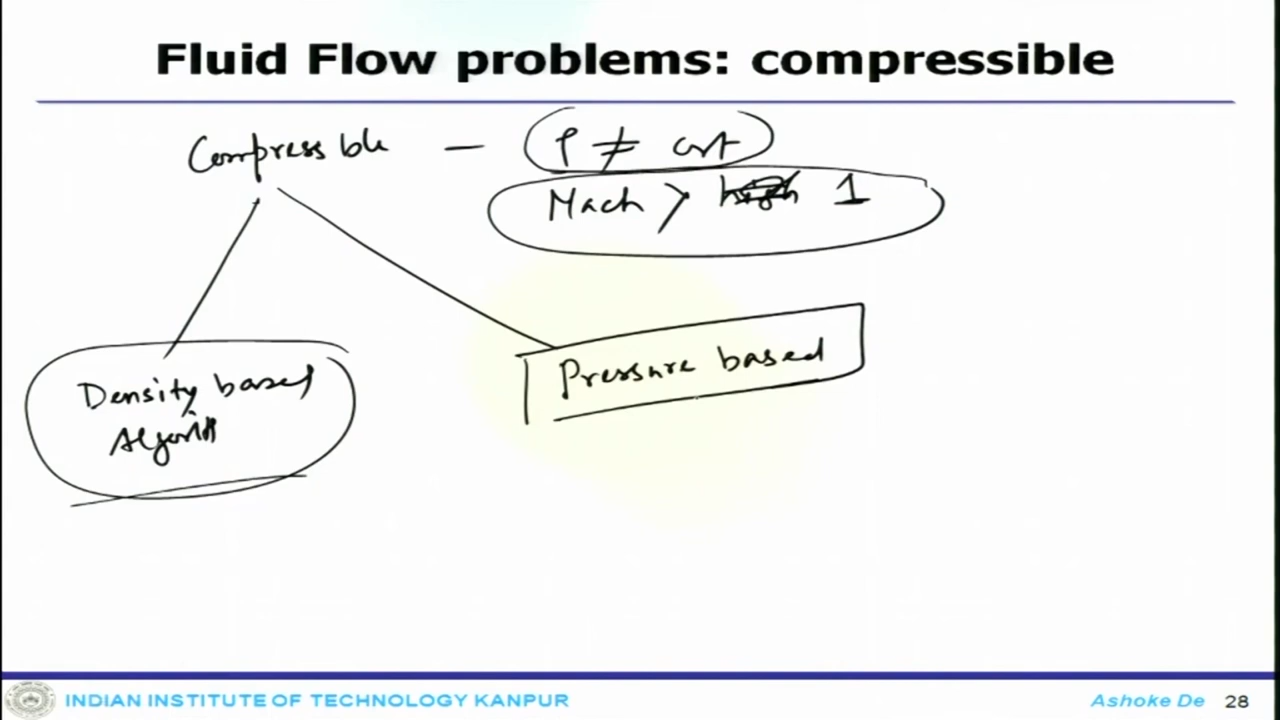 Fluid Flow problems: compressible
Compressible — ρ ≠ cnt
Mach > 1
Density based
Pressure based
INDIAN INSTITUTE OF TECHNOLOGY KANPUR
Ashoke De 28